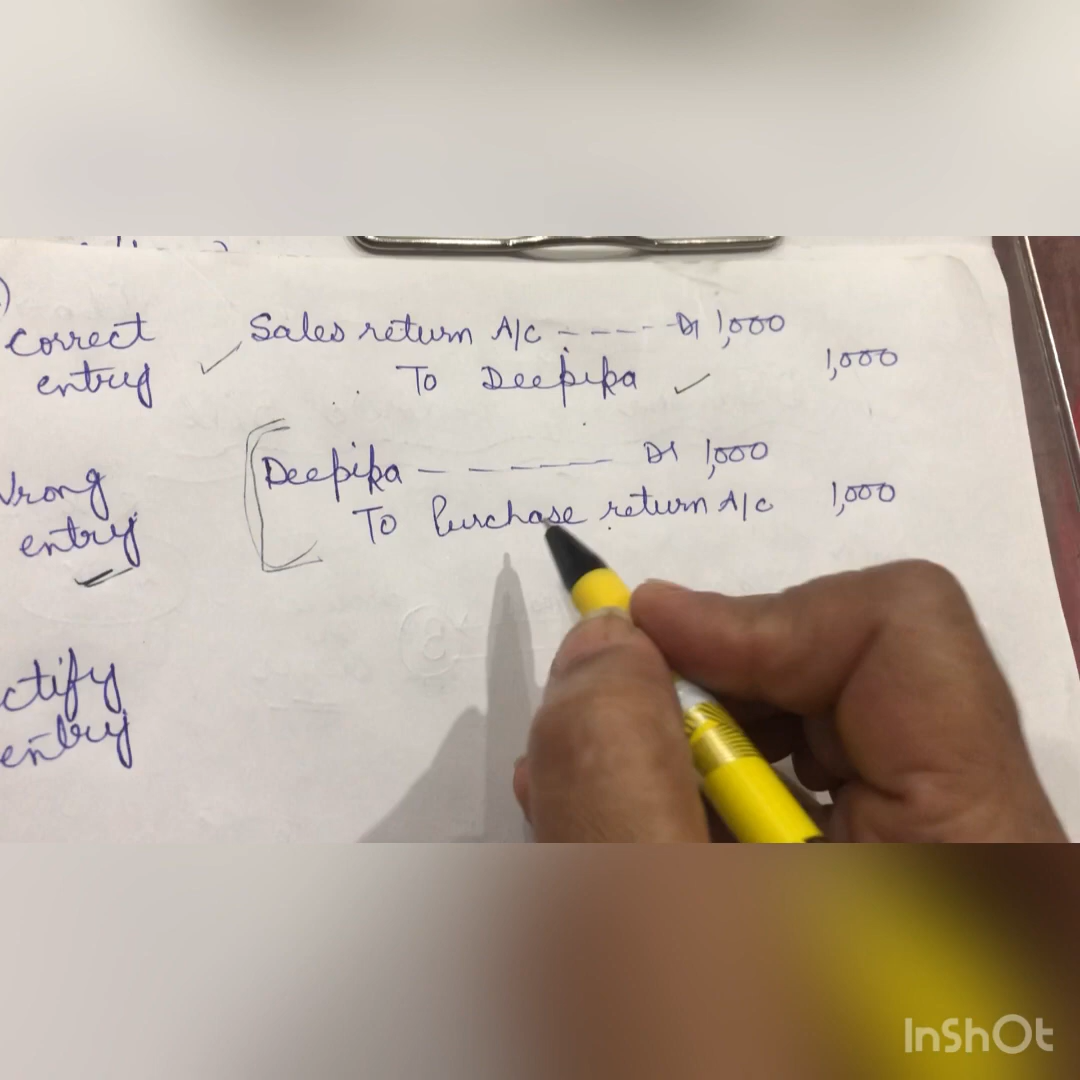 Correct Sales return A/c - - - - - Dr 1,000
entry To Deepika 1,000
Wrong Deepika - - - - - Dr 1,000
entry To Purchase return A/c 1,000
ctify
entry
InShOt